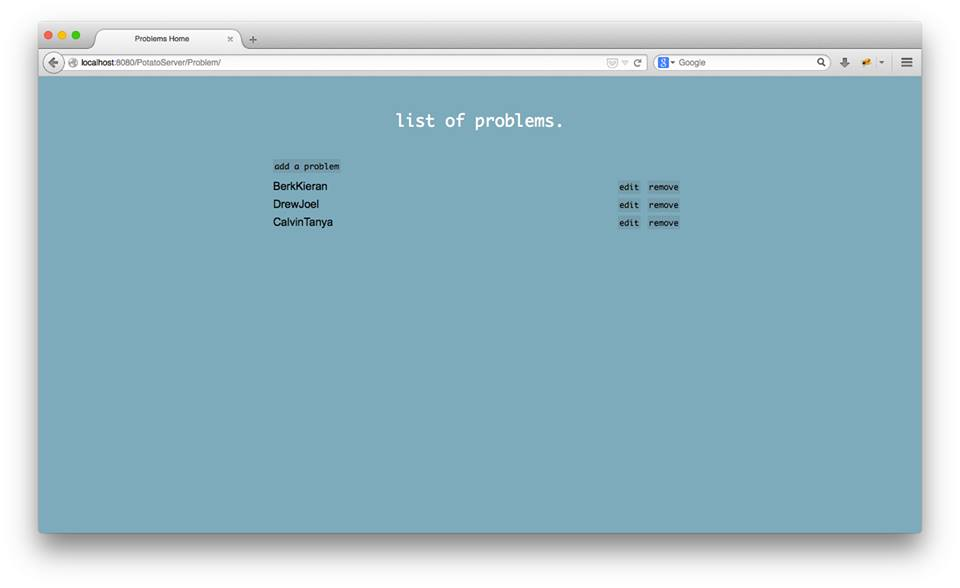 Problems Home
localhost:8080/PotatoServer/Problem/
Google
list of problems.
add a problem
BerkKieran edit remove
DrewJoel edit remove
CalvinTanya edit remove